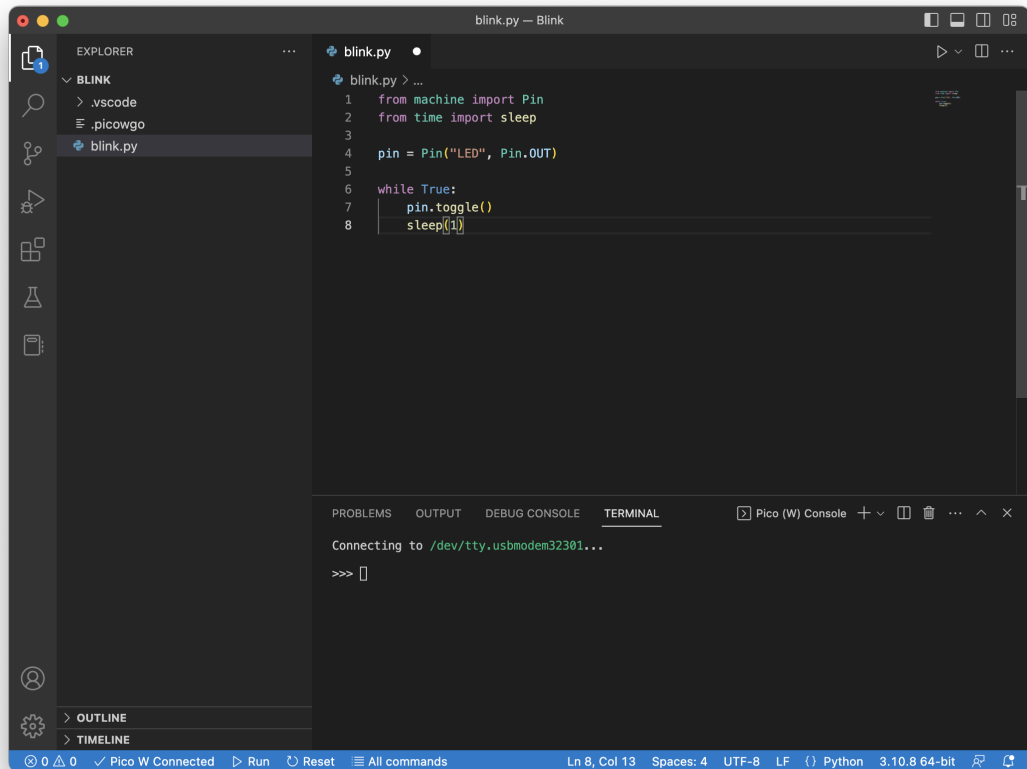 blink.py — Blink
1
EXPLORER
BLINK
.vscode
.picowgo
blink.py
blink.py
blink.py > ...
1 from machine import Pin
2 from time import sleep
3
4 pin = Pin("LED", Pin.OUT)
5
6 while True:
7 pin.toggle()
8 sleep(1)
PROBLEMS OUTPUT DEBUG CONSOLE TERMINAL Pico (W) Console
Connecting to /dev/tty.usbmodem32301...
>>>
OUTLINE
TIMELINE
0 0 Pico W Connected Run Reset All commands Ln 8, Col 13 Spaces: 4 UTF-8 LF {} Python 3.10.8 64-bit